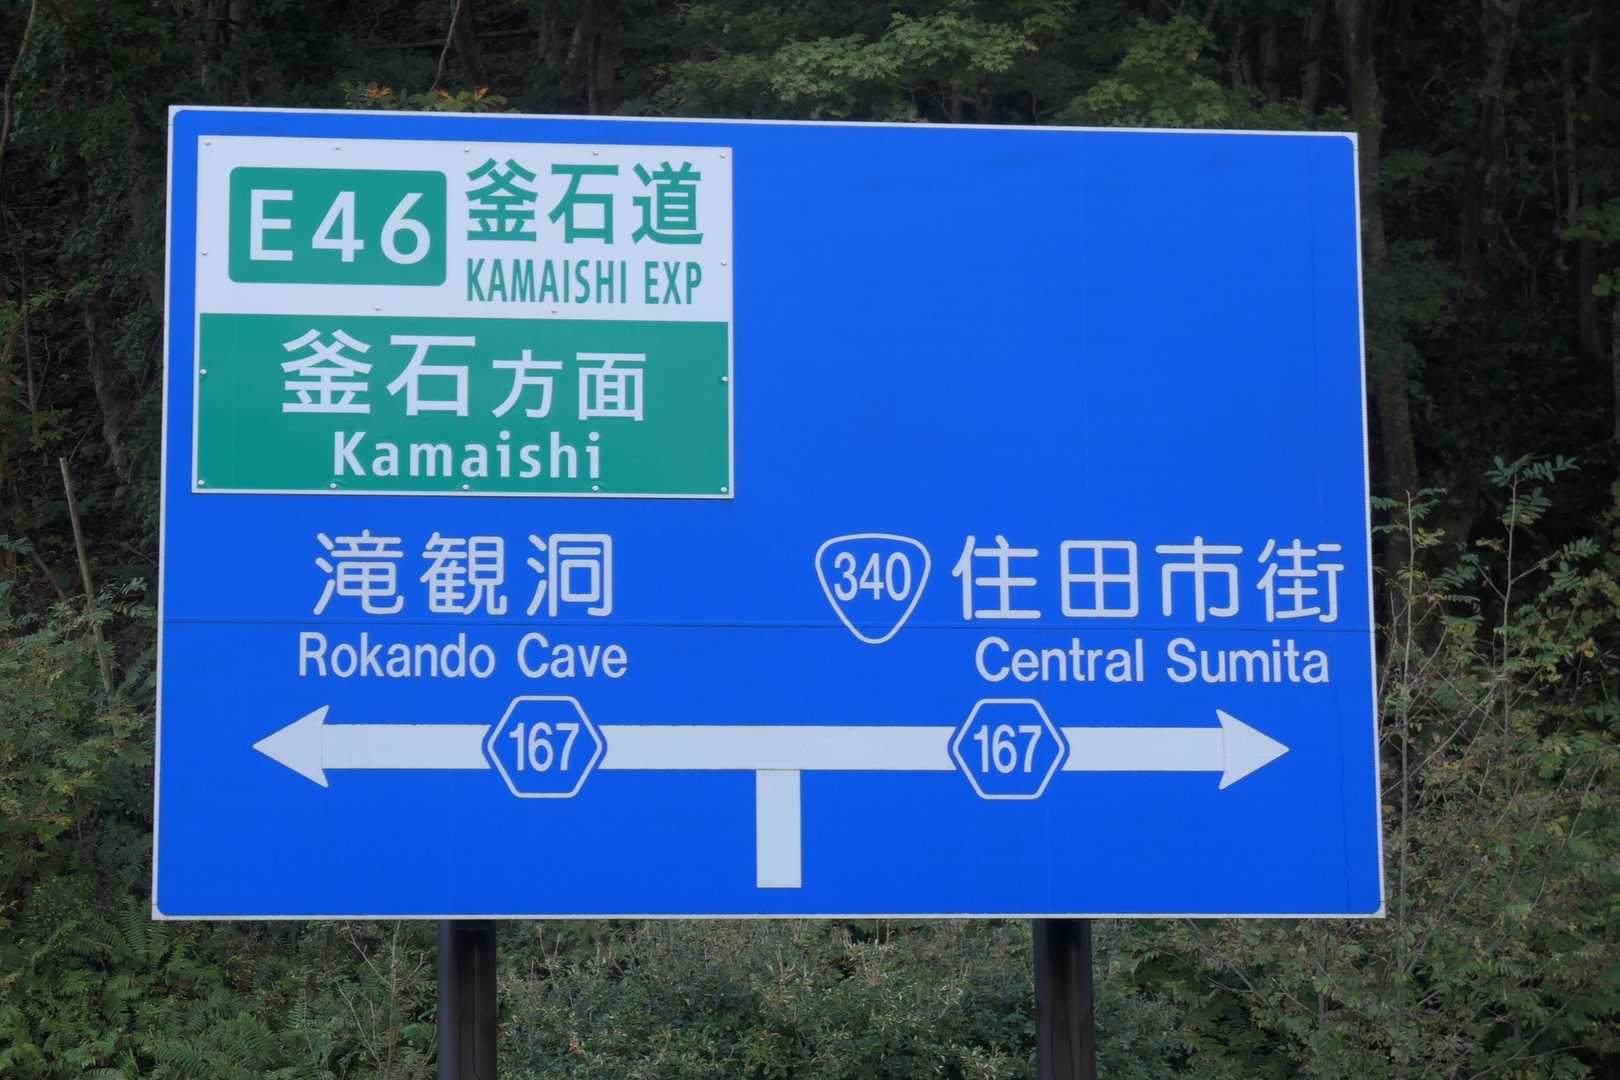 E46 釜石道
KAMAISHI EXP
釜石方面
Kamaishi
滝観洞
Rokando Cave
340 住田市街
Central Sumita
167
167